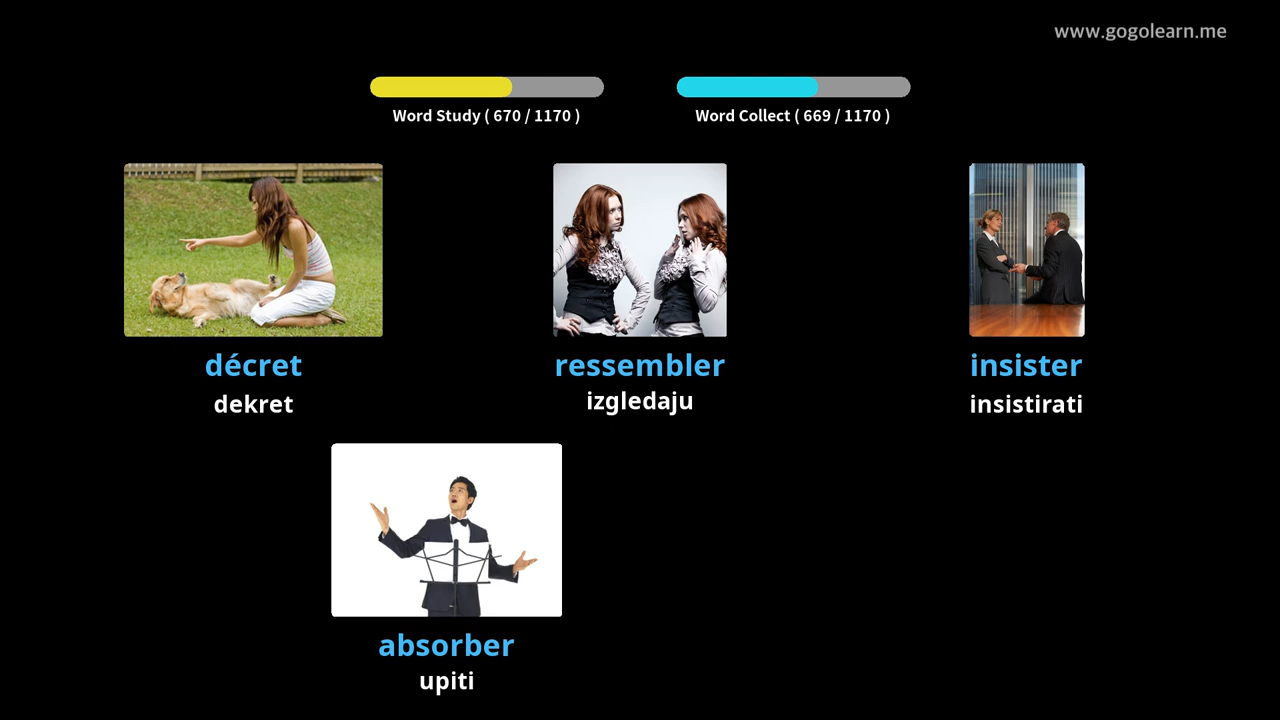 www.gogolearn.me
Word Study ( 670 / 1170 )
Word Collect ( 669 / 1170 )
décret
dekret
ressembler
izgledaju
insister
insistirati
absorber
upiti